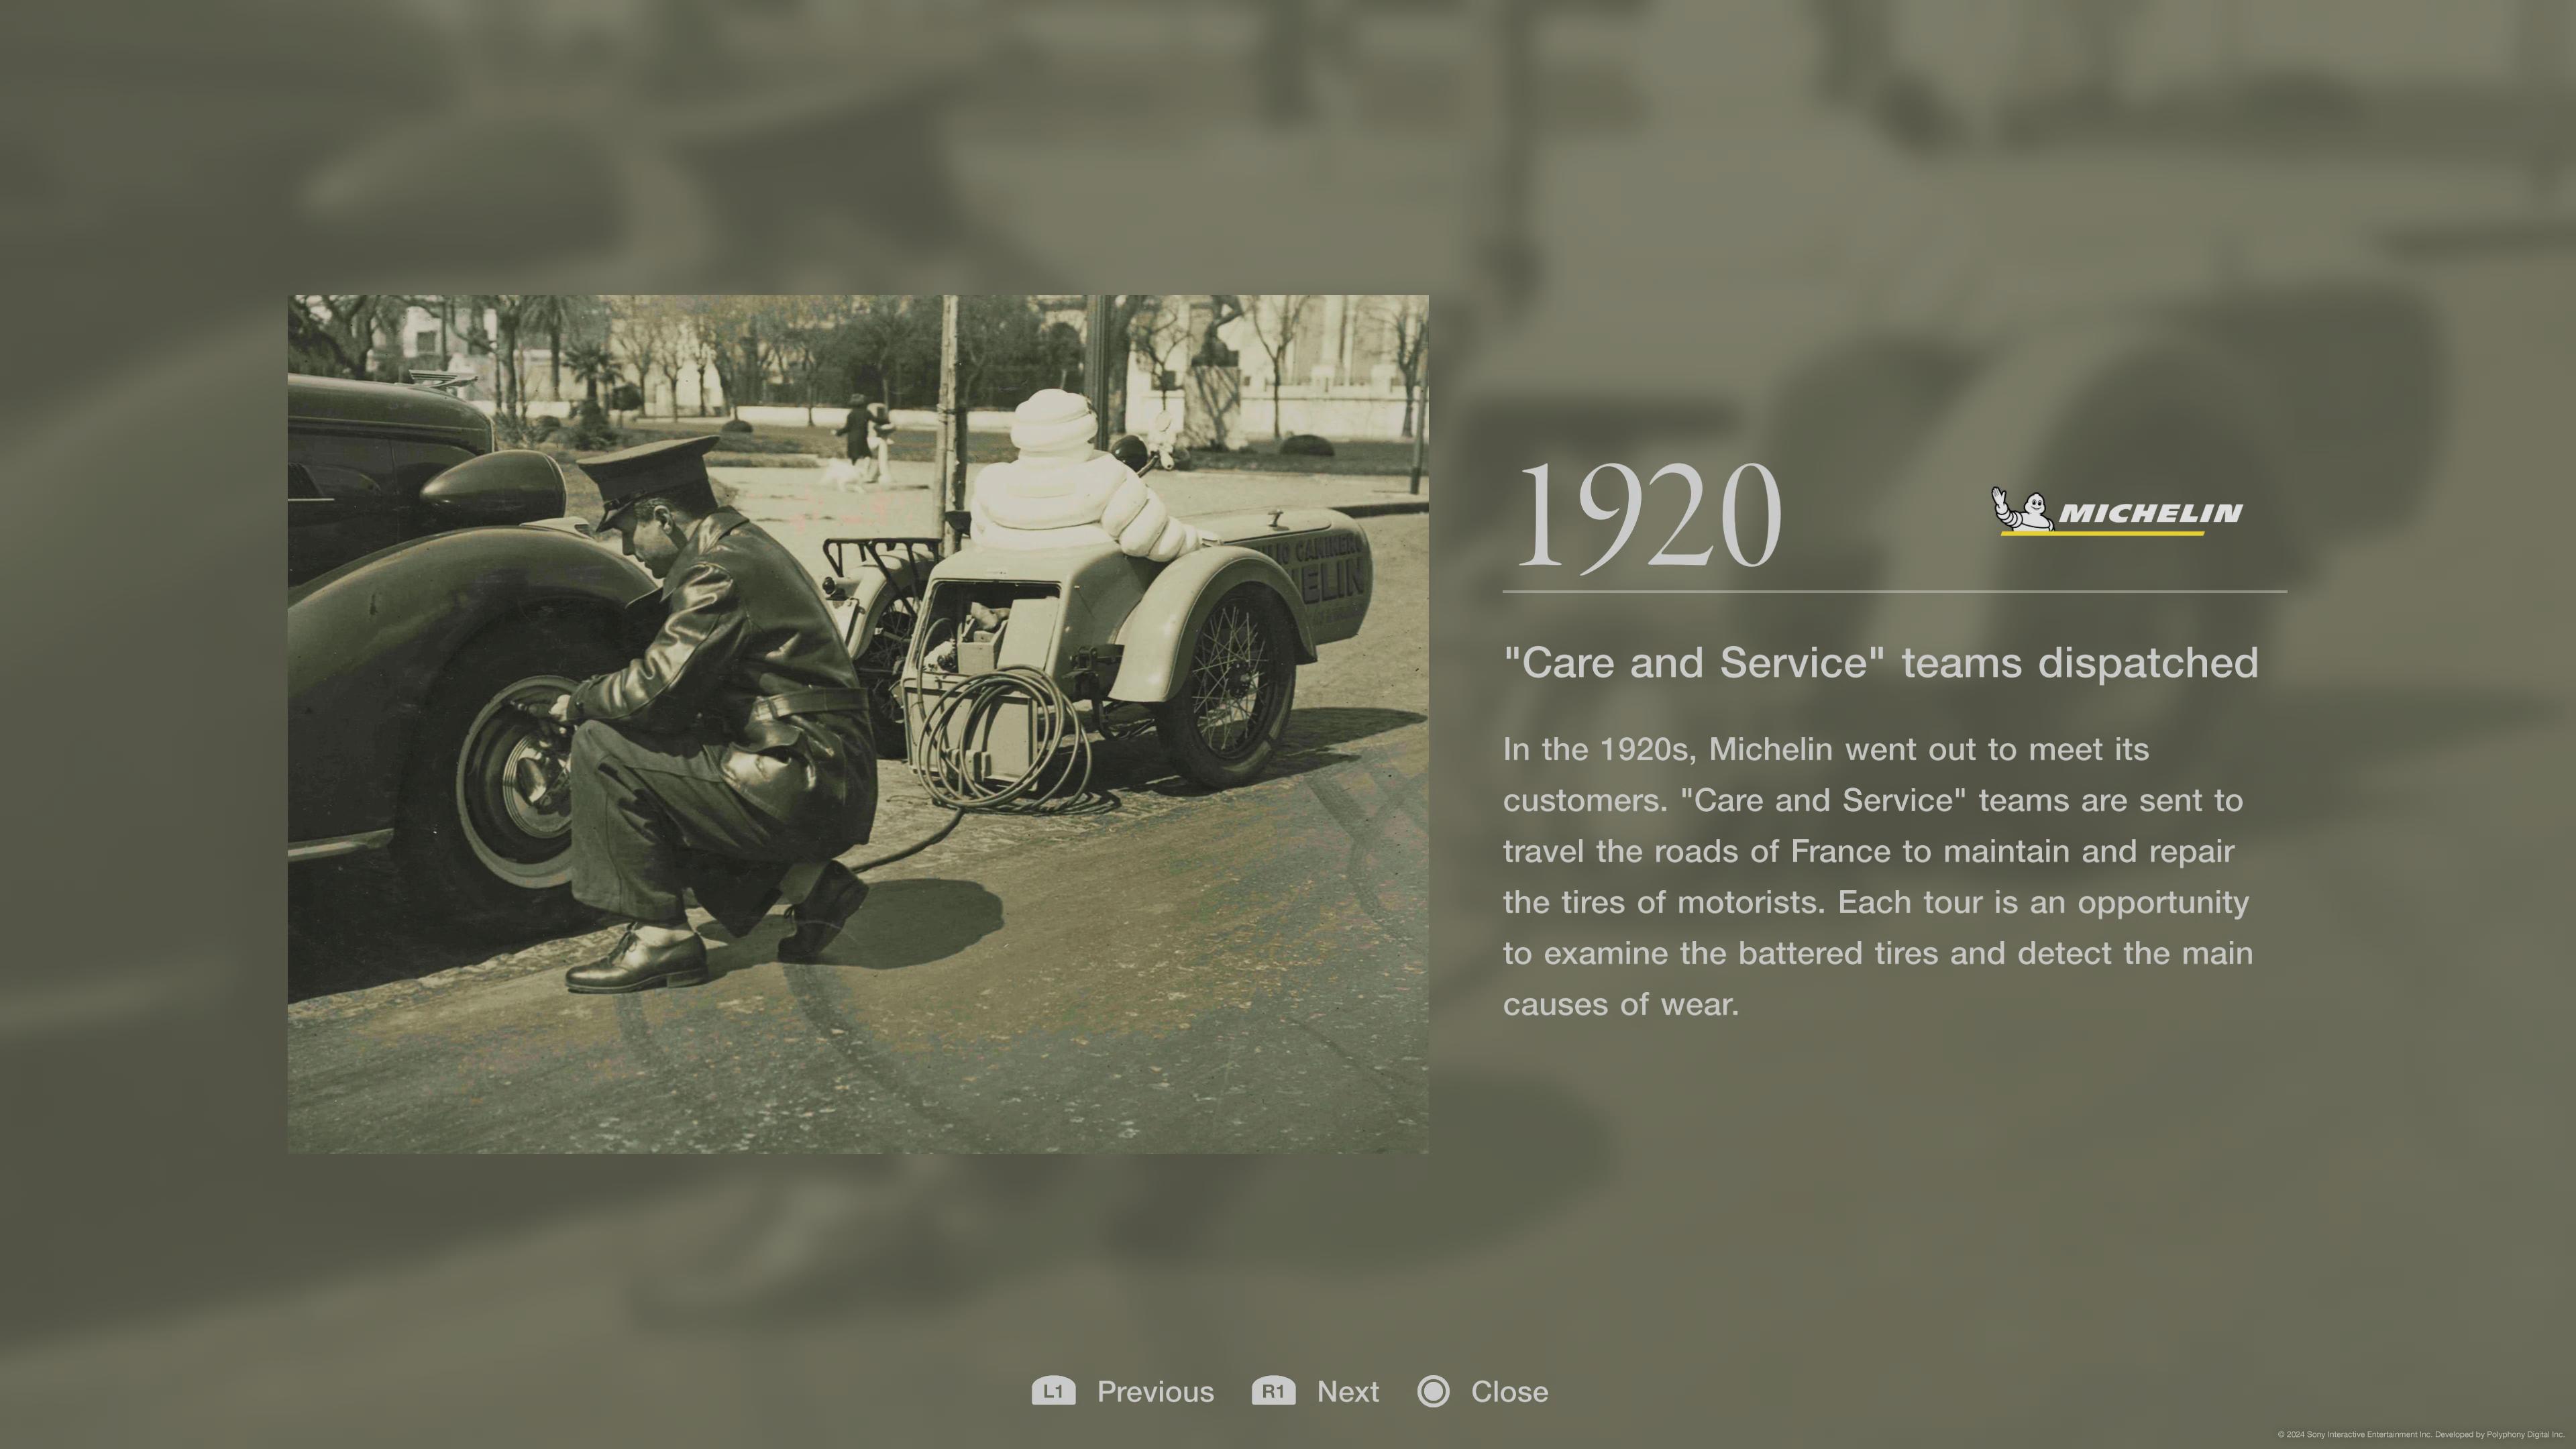 IO CAMINERO
ELIN
1920
MICHELIN
"Care and Service" teams dispatched
In the 1920s, Michelin went out to meet its
customers. "Care and Service" teams are sent to
travel the roads of France to maintain and repair
the tires of motorists. Each tour is an opportunity
to examine the battered tires and detect the main
causes of wear.
L1 Previous R1 Next Close
© 2024 Sony Interactive Entertainment Inc. Developed by Polyphony Digital Inc.